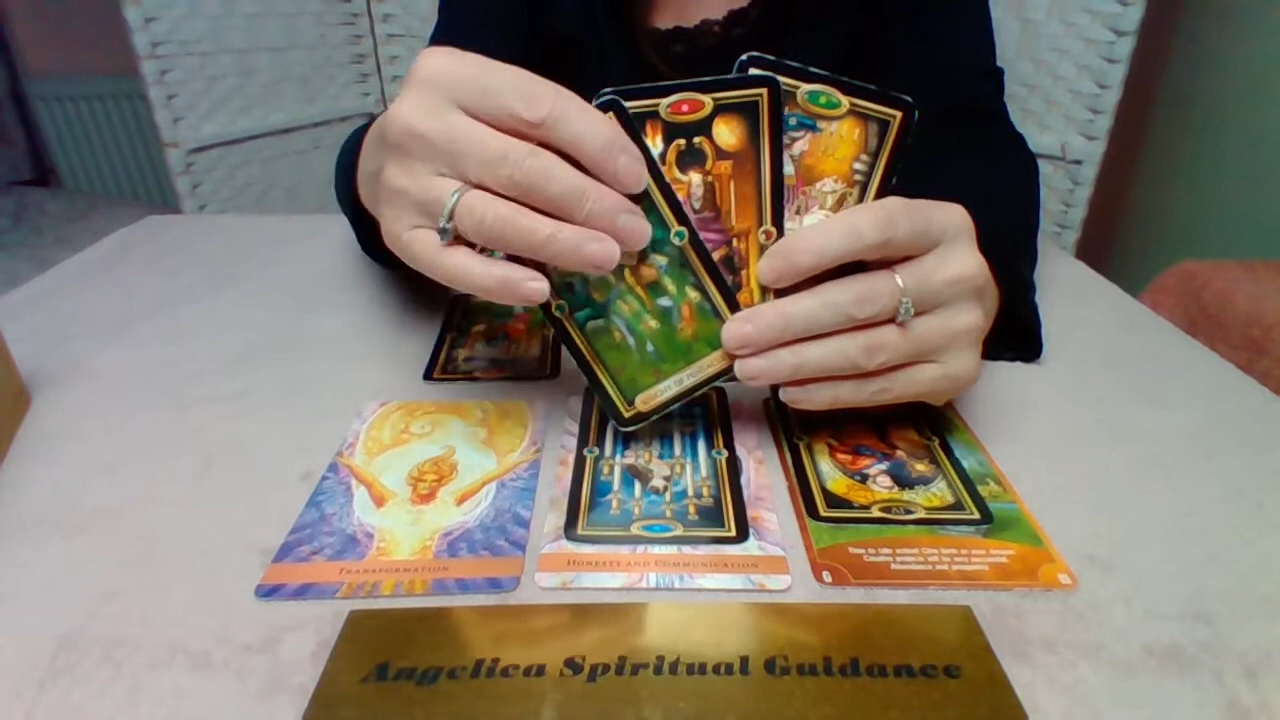 KNIGHT OF PENTACLES
TRANSFORMATION
HONESTY AND COMMUNICATION
Time to take action! Give birth to your dreams.
Creative projects will be very successful.
Abundance and prosperity.
Angelica Spiritual Guidance